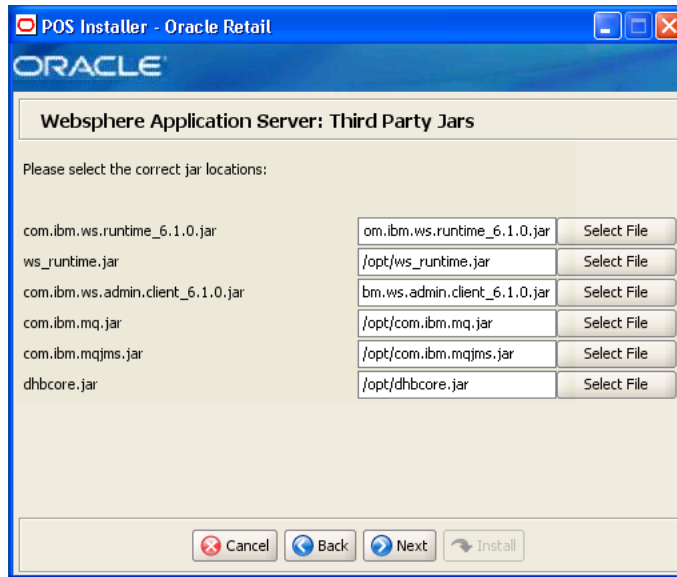 POS Installer - Oracle Retail
ORACLE
Websphere Application Server: Third Party Jars
Please select the correct jar locations:
com.ibm.ws.runtime_6.1.0.jar om.ibm.ws.runtime_6.1.0.jar Select File
ws_runtime.jar /opt/ws_runtime.jar Select File
com.ibm.ws.admin.client_6.1.0.jar bm.ws.admin.client_6.1.0.jar Select File
com.ibm.mq.jar /opt/com.ibm.mq.jar Select File
com.ibm.mqjms.jar /opt/com.ibm.mqjms.jar Select File
dhbcore.jar /opt/dhbcore.jar Select File
Cancel Back Next Install